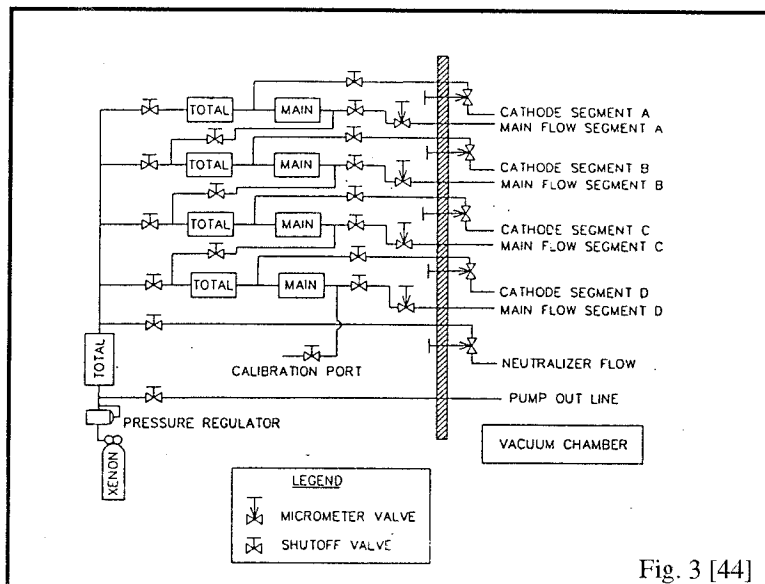 TOTAL MAIN
CATHODE SEGMENT A
MAIN FLOW SEGMENT A
TOTAL MAIN
CATHODE SEGMENT B
MAIN FLOW SEGMENT B
TOTAL MAIN
CATHODE SEGMENT C
MAIN FLOW SEGMENT C
TOTAL MAIN
CATHODE SEGMENT D
MAIN FLOW SEGMENT D
TOTAL
CALIBRATION PORT
NEUTRALIZER FLOW
PUMP OUT LINE
PRESSURE REGULATOR
VACUUM CHAMBER
XENON
LEGEND
MICROMETER VALVE
SHUTOFF VALVE
Fig. 3 [44]